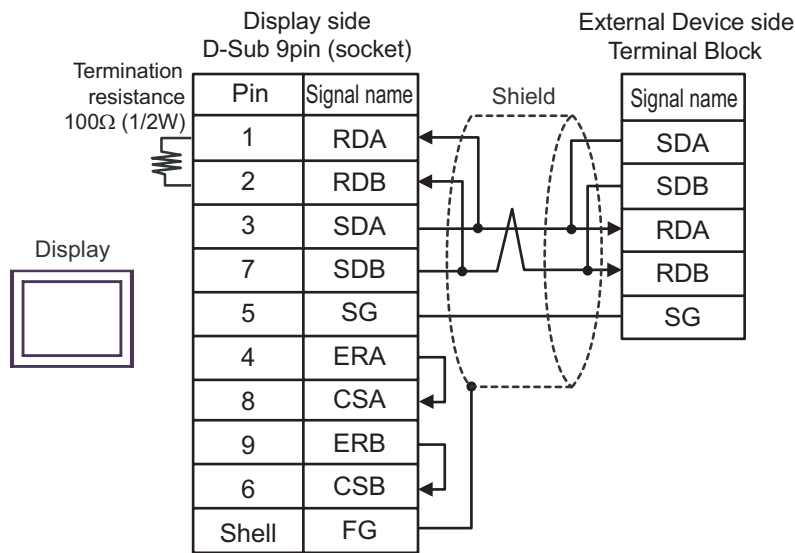 Display side
D-Sub 9pin (socket)
External Device side
Terminal Block
Termination
resistance
100Ω (1/2W)
Pin Signal name
Shield
Signal name
1 RDA
SDA
2 RDB
SDB
3 SDA
RDA
7 SDB
RDB
Display
5 SG
SG
4 ERA
8 CSA
9 ERB
6 CSB
Shell FG